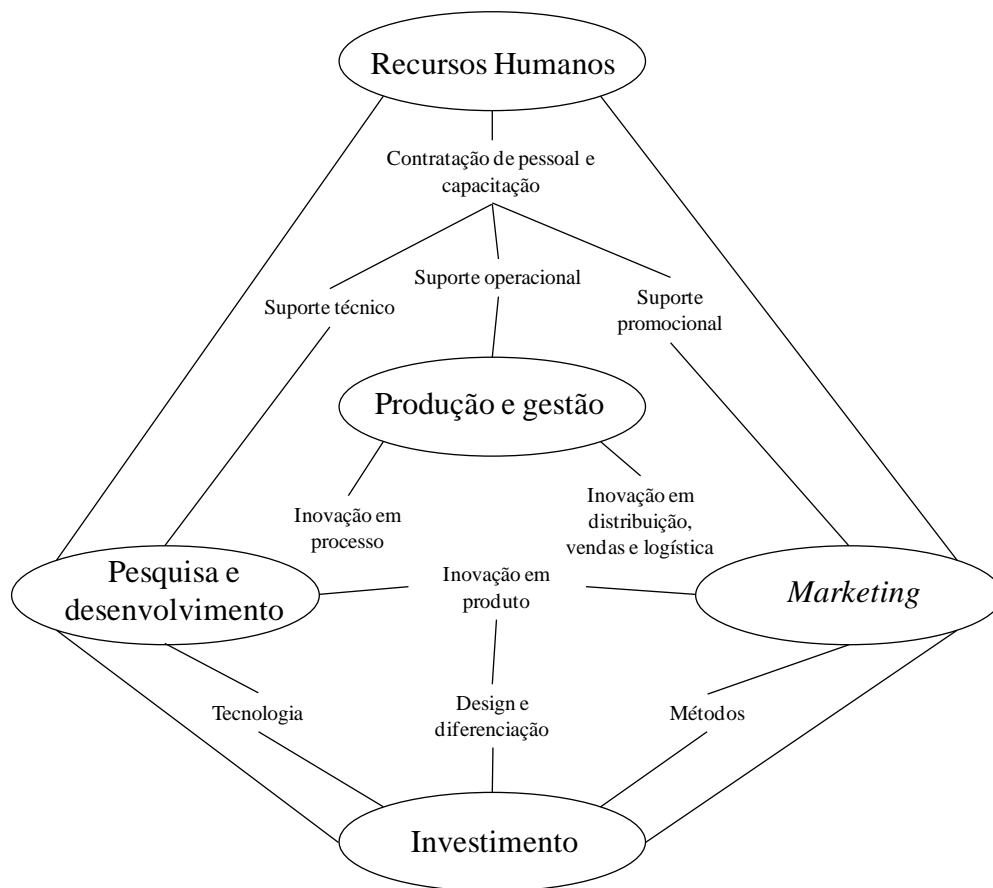 Recursos Humanos
Contratação de pessoal e
capacitação
Suporte técnico
Suporte operacional
Suporte
promocional
Produção e gestão
Inovação em
processo
Inovação em
distribuição,
vendas e logística
Pesquisa e
desenvolvimento
Inovação em
produto
Marketing
Tecnologia
Design e
diferenciação
Métodos
Investimento